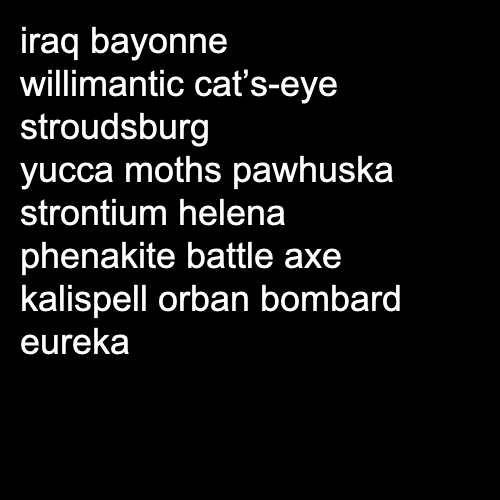 iraq bayonne
willimantic cat’s-eye
stroudsburg
yucca moths pawhuska
strontium helena
phenakite battle axe
kalispell orban bombard
eureka